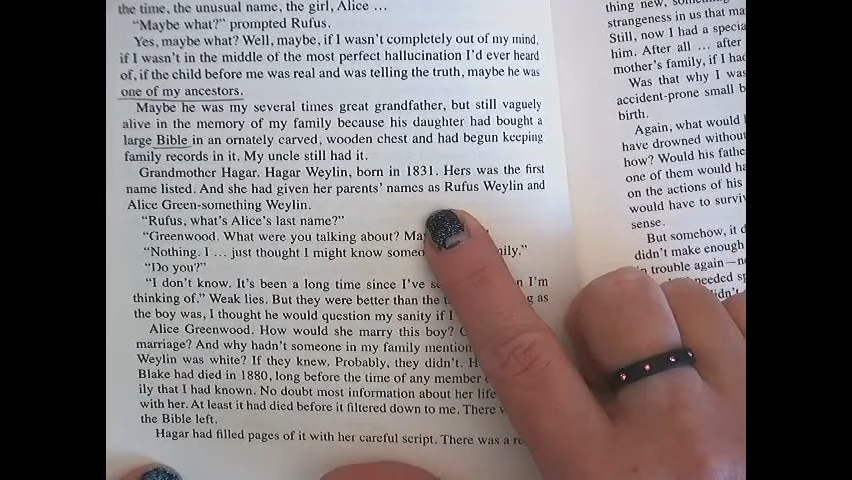 the time, the unusual name, the girl, Alice ...
"Maybe what?" prompted Rufus.
Yes, maybe what? Well, maybe, if I wasn't completely out of my mind,
if I wasn't in the middle of the most perfect hallucination I'd ever heard
of, if the child before me was real and was telling the truth, maybe he was
one of my ancestors.
Maybe he was my several times great grandfather, but still vaguely
alive in the memory of my family because his daughter had bought a
large Bible in an ornately carved, wooden chest and had begun keeping
family records in it. My uncle still had it.
Grandmother Hagar. Hagar Weylin, born in 1831. Hers was the first
name listed. And she had given her parents' names as Rufus Weylin and
Alice Green-something Weylin.
"Rufus, what's Alice's last name?"
"Greenwood. What were you talking about?
"Nothing. I ... just thought I might know
"Do you?"
"I don't know. It's been a long time since I've I'm
thinking of." Weak lies. But they were better than the as
the boy was, I thought he would question my sanity if I
Alice Greenwood. How would she marry this boy?
marriage? And why hadn't someone in my family
Weylin was white? If they knew. Probably, they didn't.
Blake had died in 1880, long before the time of any member
ily that I had known. No doubt most information about her life
with her. At least it had died before it filtered down to me. There
the Bible left.
Hagar had filled pages of it with her careful script. There was a
thing new,
strangeness in us that
Still, now I had a special
him. After all ... after
mother's family, if I had
Was that why I was
accident-prone small
birth.
Again, what would
have drowned without
how? Would his
one of them would
on the actions of his
would have to
sense.
But somehow, it
didn't make enough
in trouble again—
needed